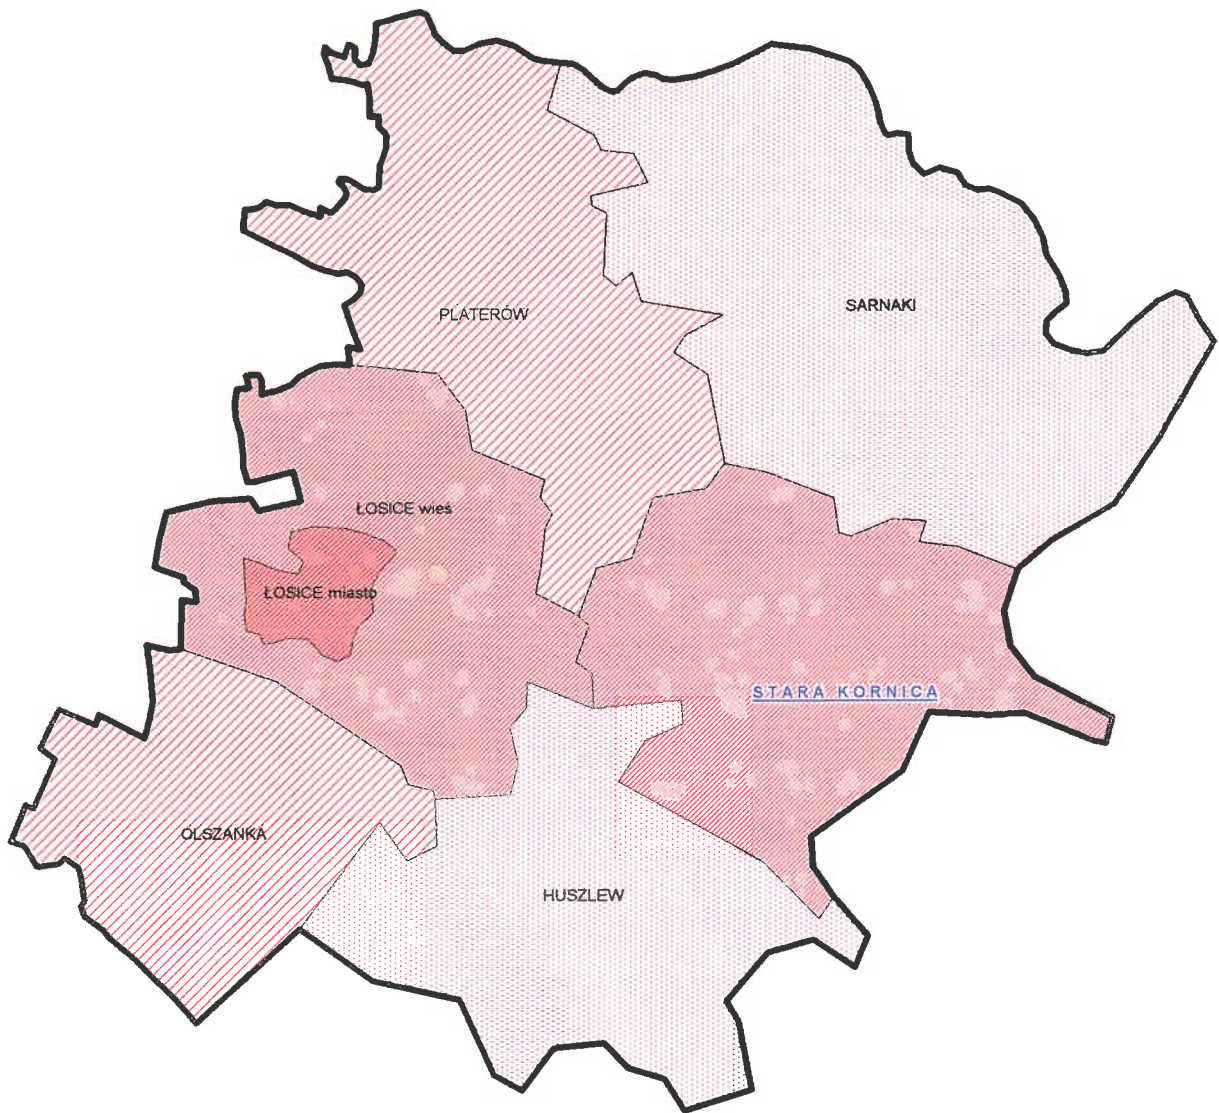 SARNAKI
PLATERÓW
ŁOSICE wieś
ŁOSICE miasto
STARA KORNICA
OLSZANKA
HUSZLEW